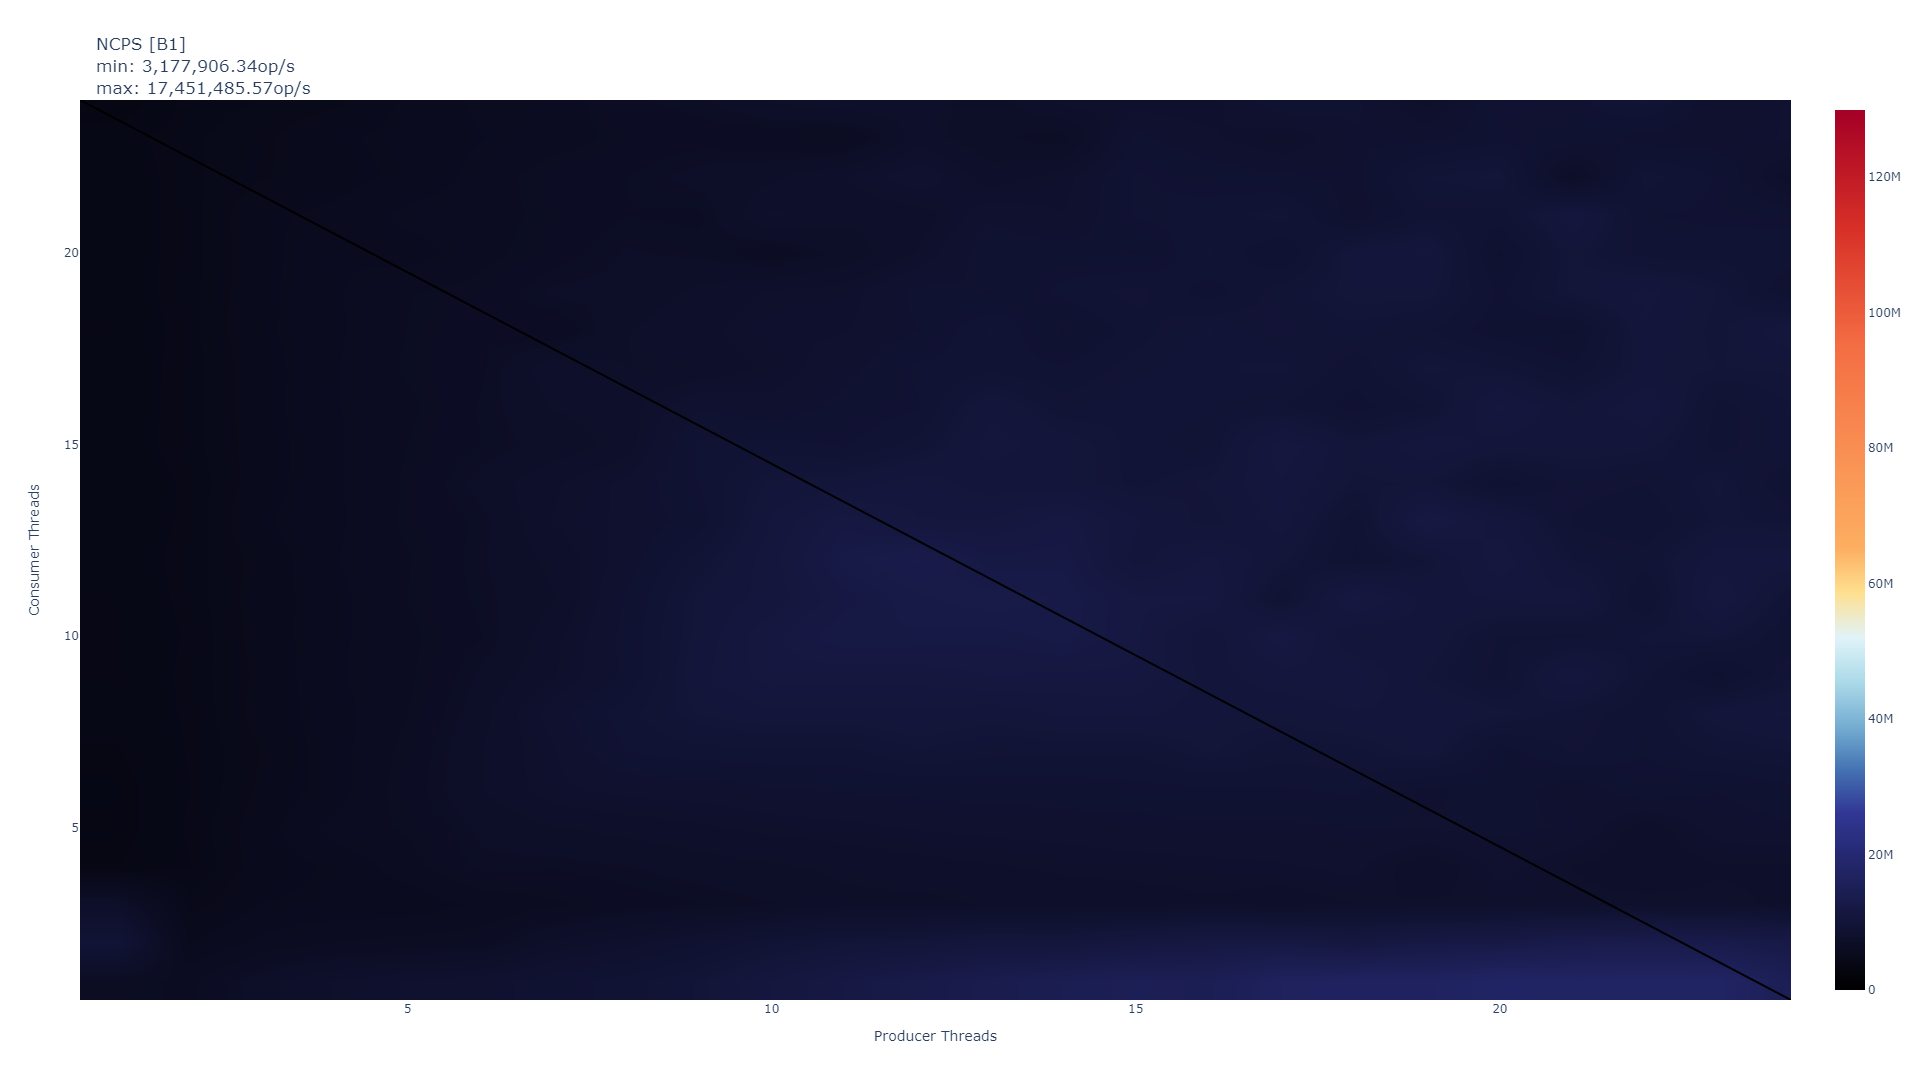 NCPS [B1]
min: 3,177,906.34op/s
max: 17,451,485.57op/s
20
15
10
5
Consumer Threads
5
10
15
20
Producer Threads
120M
100M
80M
60M
40M
20M
0